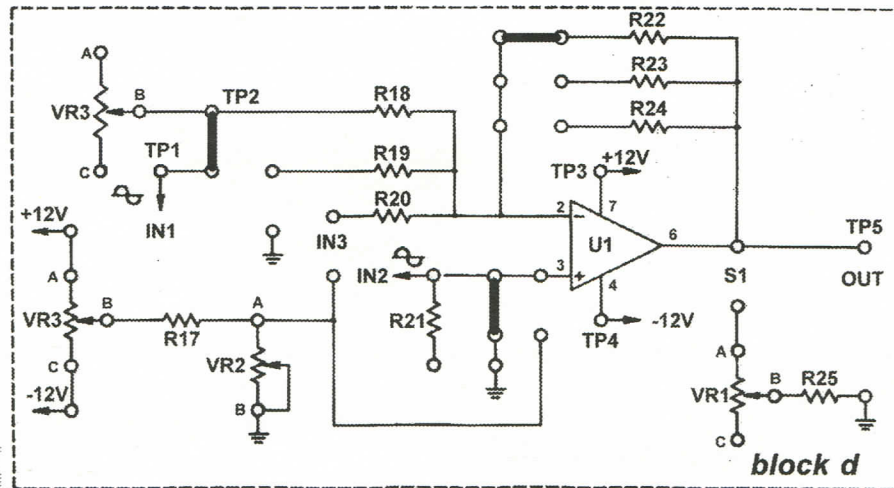 R22
A
R23
B
TP2
VR3
R18
R24
TP1
+12V
C
R19
TP3
R20
2
7
+12V
IN1
IN3
U1
6
TP5
A
IN2
3
4
S1
OUT
VR3
B
A
R21
-12V
R17
TP4
C
VR2
A
B
R25
-12V
B
VR1
C
block d